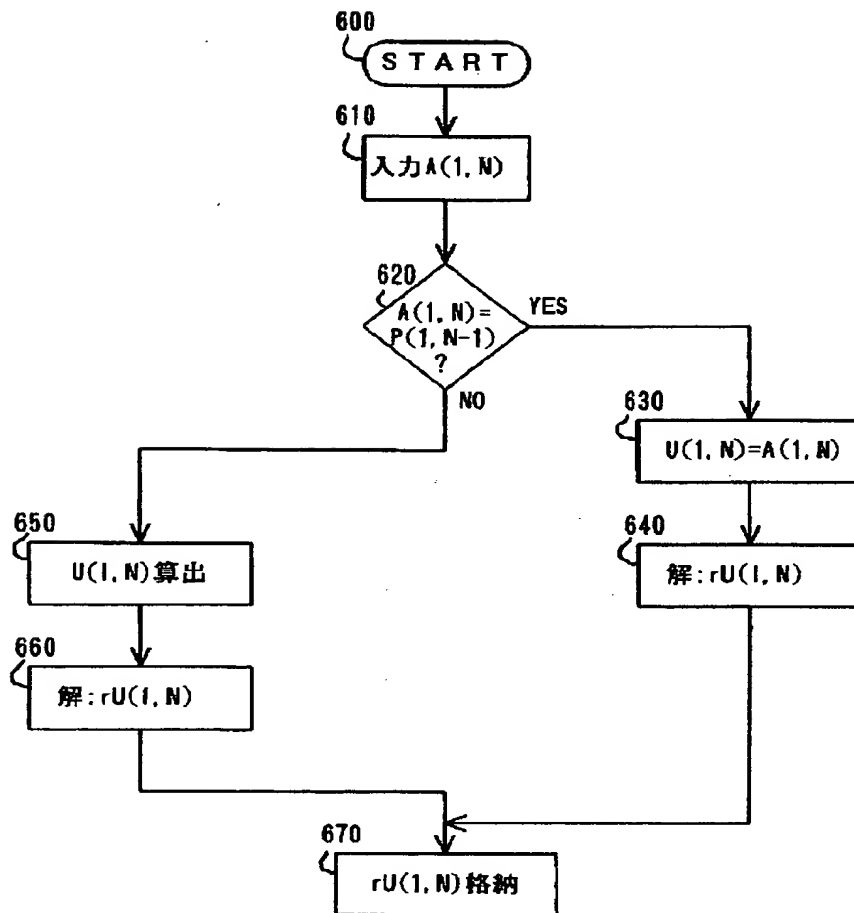 600
START
610
入力A(1,N)
620
A(1,N)=
P(1,N-1)
?
YES
NO
630
U(1,N)=A(1,N)
640
解:rU(1,N)
650
U(1,N)算出
660
解:rU(1,N)
670
rU(1,N)格納